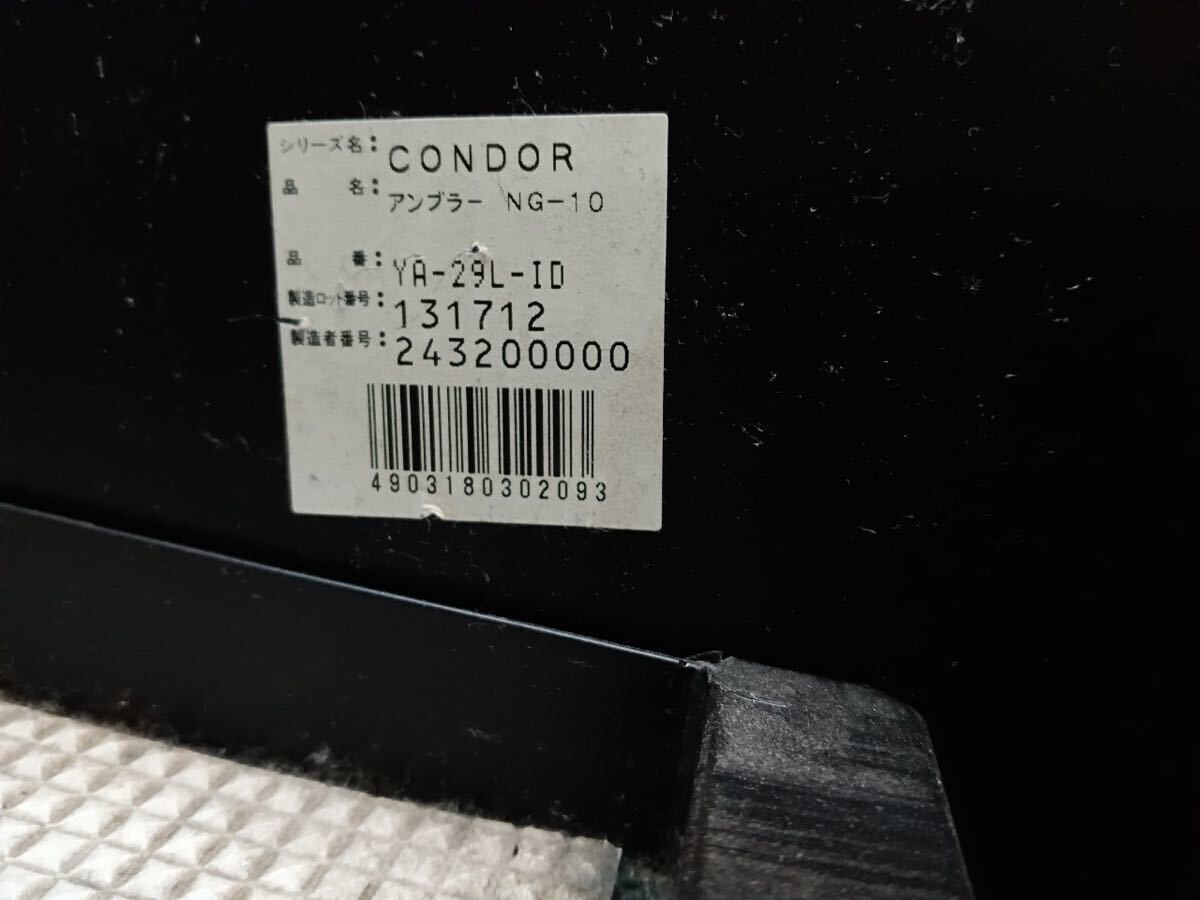 シリーズ名: CONDOR
品 名: アンブラー NG-10
品 番: YA-29L-ID
製造ロット番号: 131712
製造者番号: 243200000
4903180302093